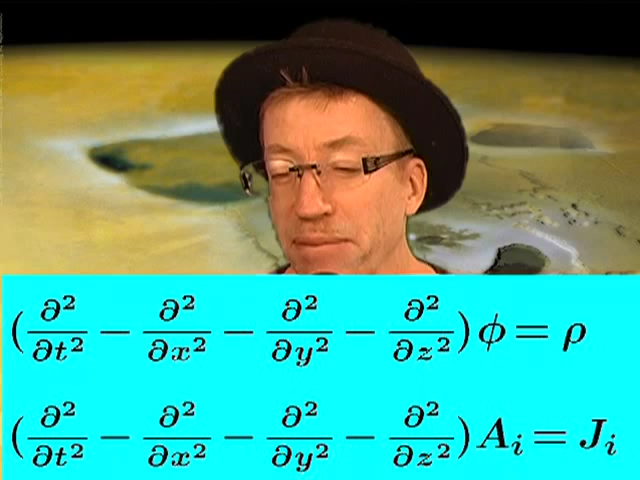 (∂²/∂t² − ∂²/∂x² − ∂²/∂y² − ∂²/∂z²) ϕ = ρ
(∂²/∂t² − ∂²/∂x² − ∂²/∂y² − ∂²/∂z²) Aᵢ = Jᵢ